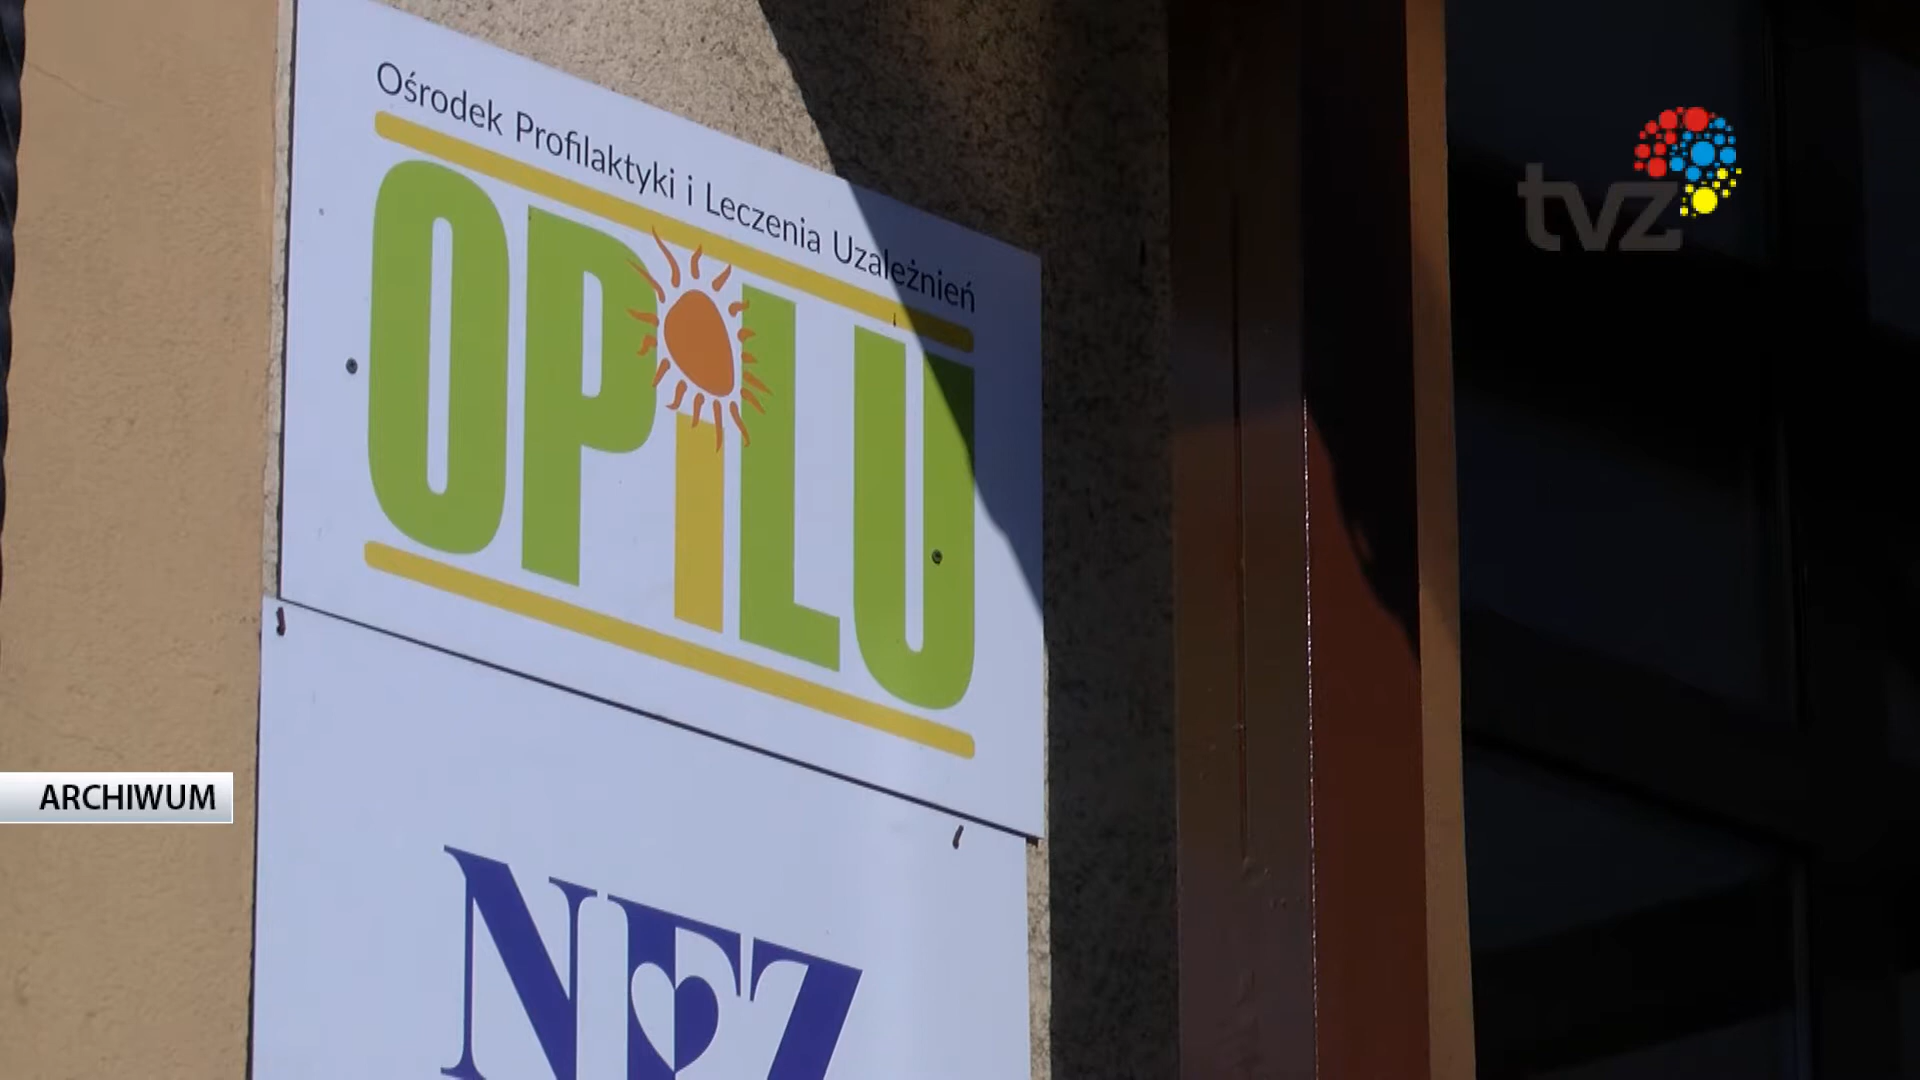 Ośrodek Profilaktyki i Leczenia Uzależnień
OPiLU
tvz
ARCHIWUM
NFZ